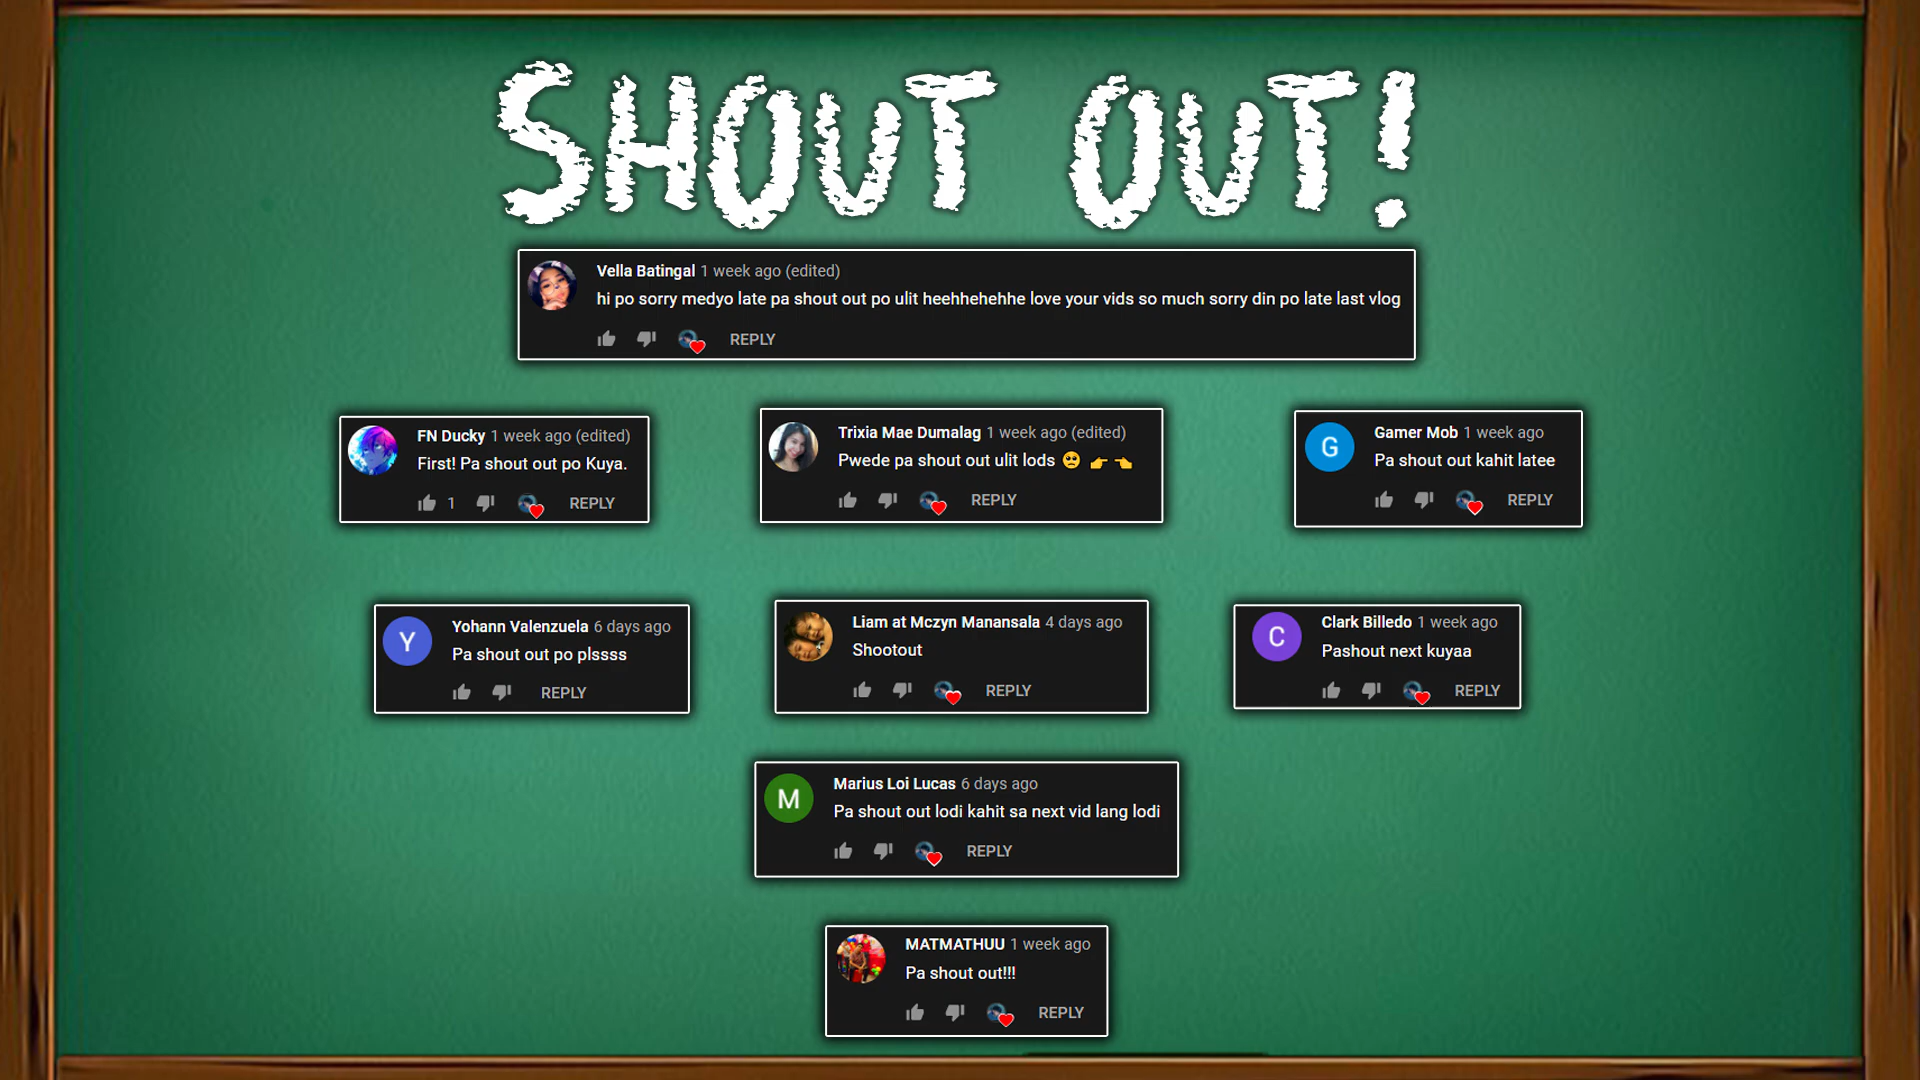 SHOUT OUT!
Vella Batingal 1 week ago (edited)
hi po sorry medyo late pa shout out po ulit heehhehehhe love your vids so much sorry din po late last vlog
REPLY
FN Ducky 1 week ago (edited)
First! Pa shout out po Kuya.
1 REPLY
Trixia Mae Dumalag 1 week ago (edited)
Pwede pa shout out ulit lods 🥺 👉 👈
REPLY
Gamer Mob 1 week ago
G
Pa shout out kahit latee
REPLY
Yohann Valenzuela 6 days ago
Y
Pa shout out po plssss
REPLY
Liam at Mczyn Manansala 4 days ago
Shootout
REPLY
Clark Billedo 1 week ago
C
Pashout next kuyaa
REPLY
Marius Loi Lucas 6 days ago
M
Pa shout out lodi kahit sa next vid lang lodi
REPLY
MATMATHUU 1 week ago
Pa shout out!!!
REPLY